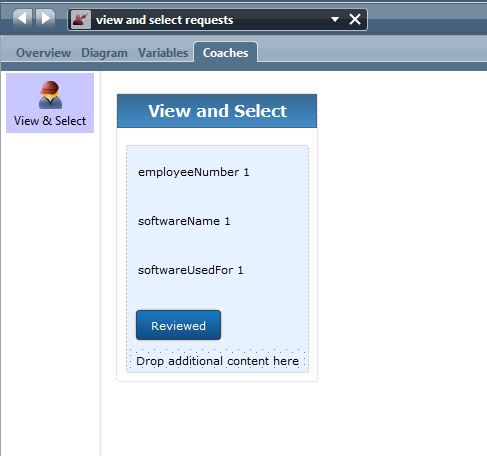 view and select requests
Overview Diagram Variables Coaches
View & Select
View and Select
employeeNumber 1
softwareName 1
softwareUsedFor 1
Reviewed
Drop additional content here